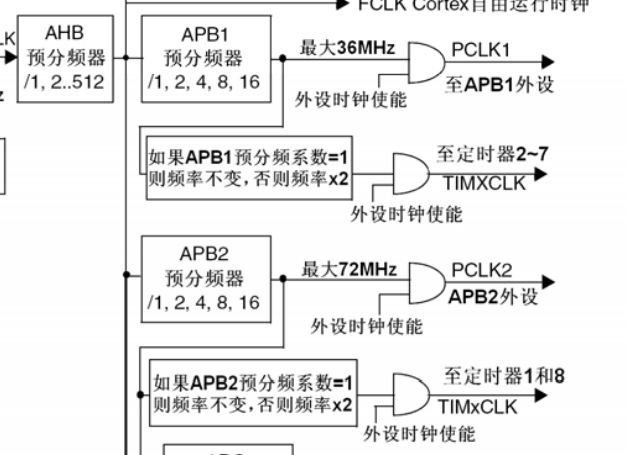 FCLK Cortex自由运行时钟
LK
AHB
预分频器
/1, 2..512
z
APB1
预分频器
/1, 2, 4, 8, 16
最大36MHz
PCLK1
至APB1外设
外设时钟使能
如果APB1预分频系数=1
则频率不变,否则频率x2
至定时器2~7
TIMXCLK
外设时钟使能
APB2
预分频器
/1, 2, 4, 8, 16
最大72MHz
PCLK2
APB2外设
外设时钟使能
如果APB2预分频系数=1
则频率不变,否则频率x2
至定时器1和8
TIMxCLK
外设时钟使能